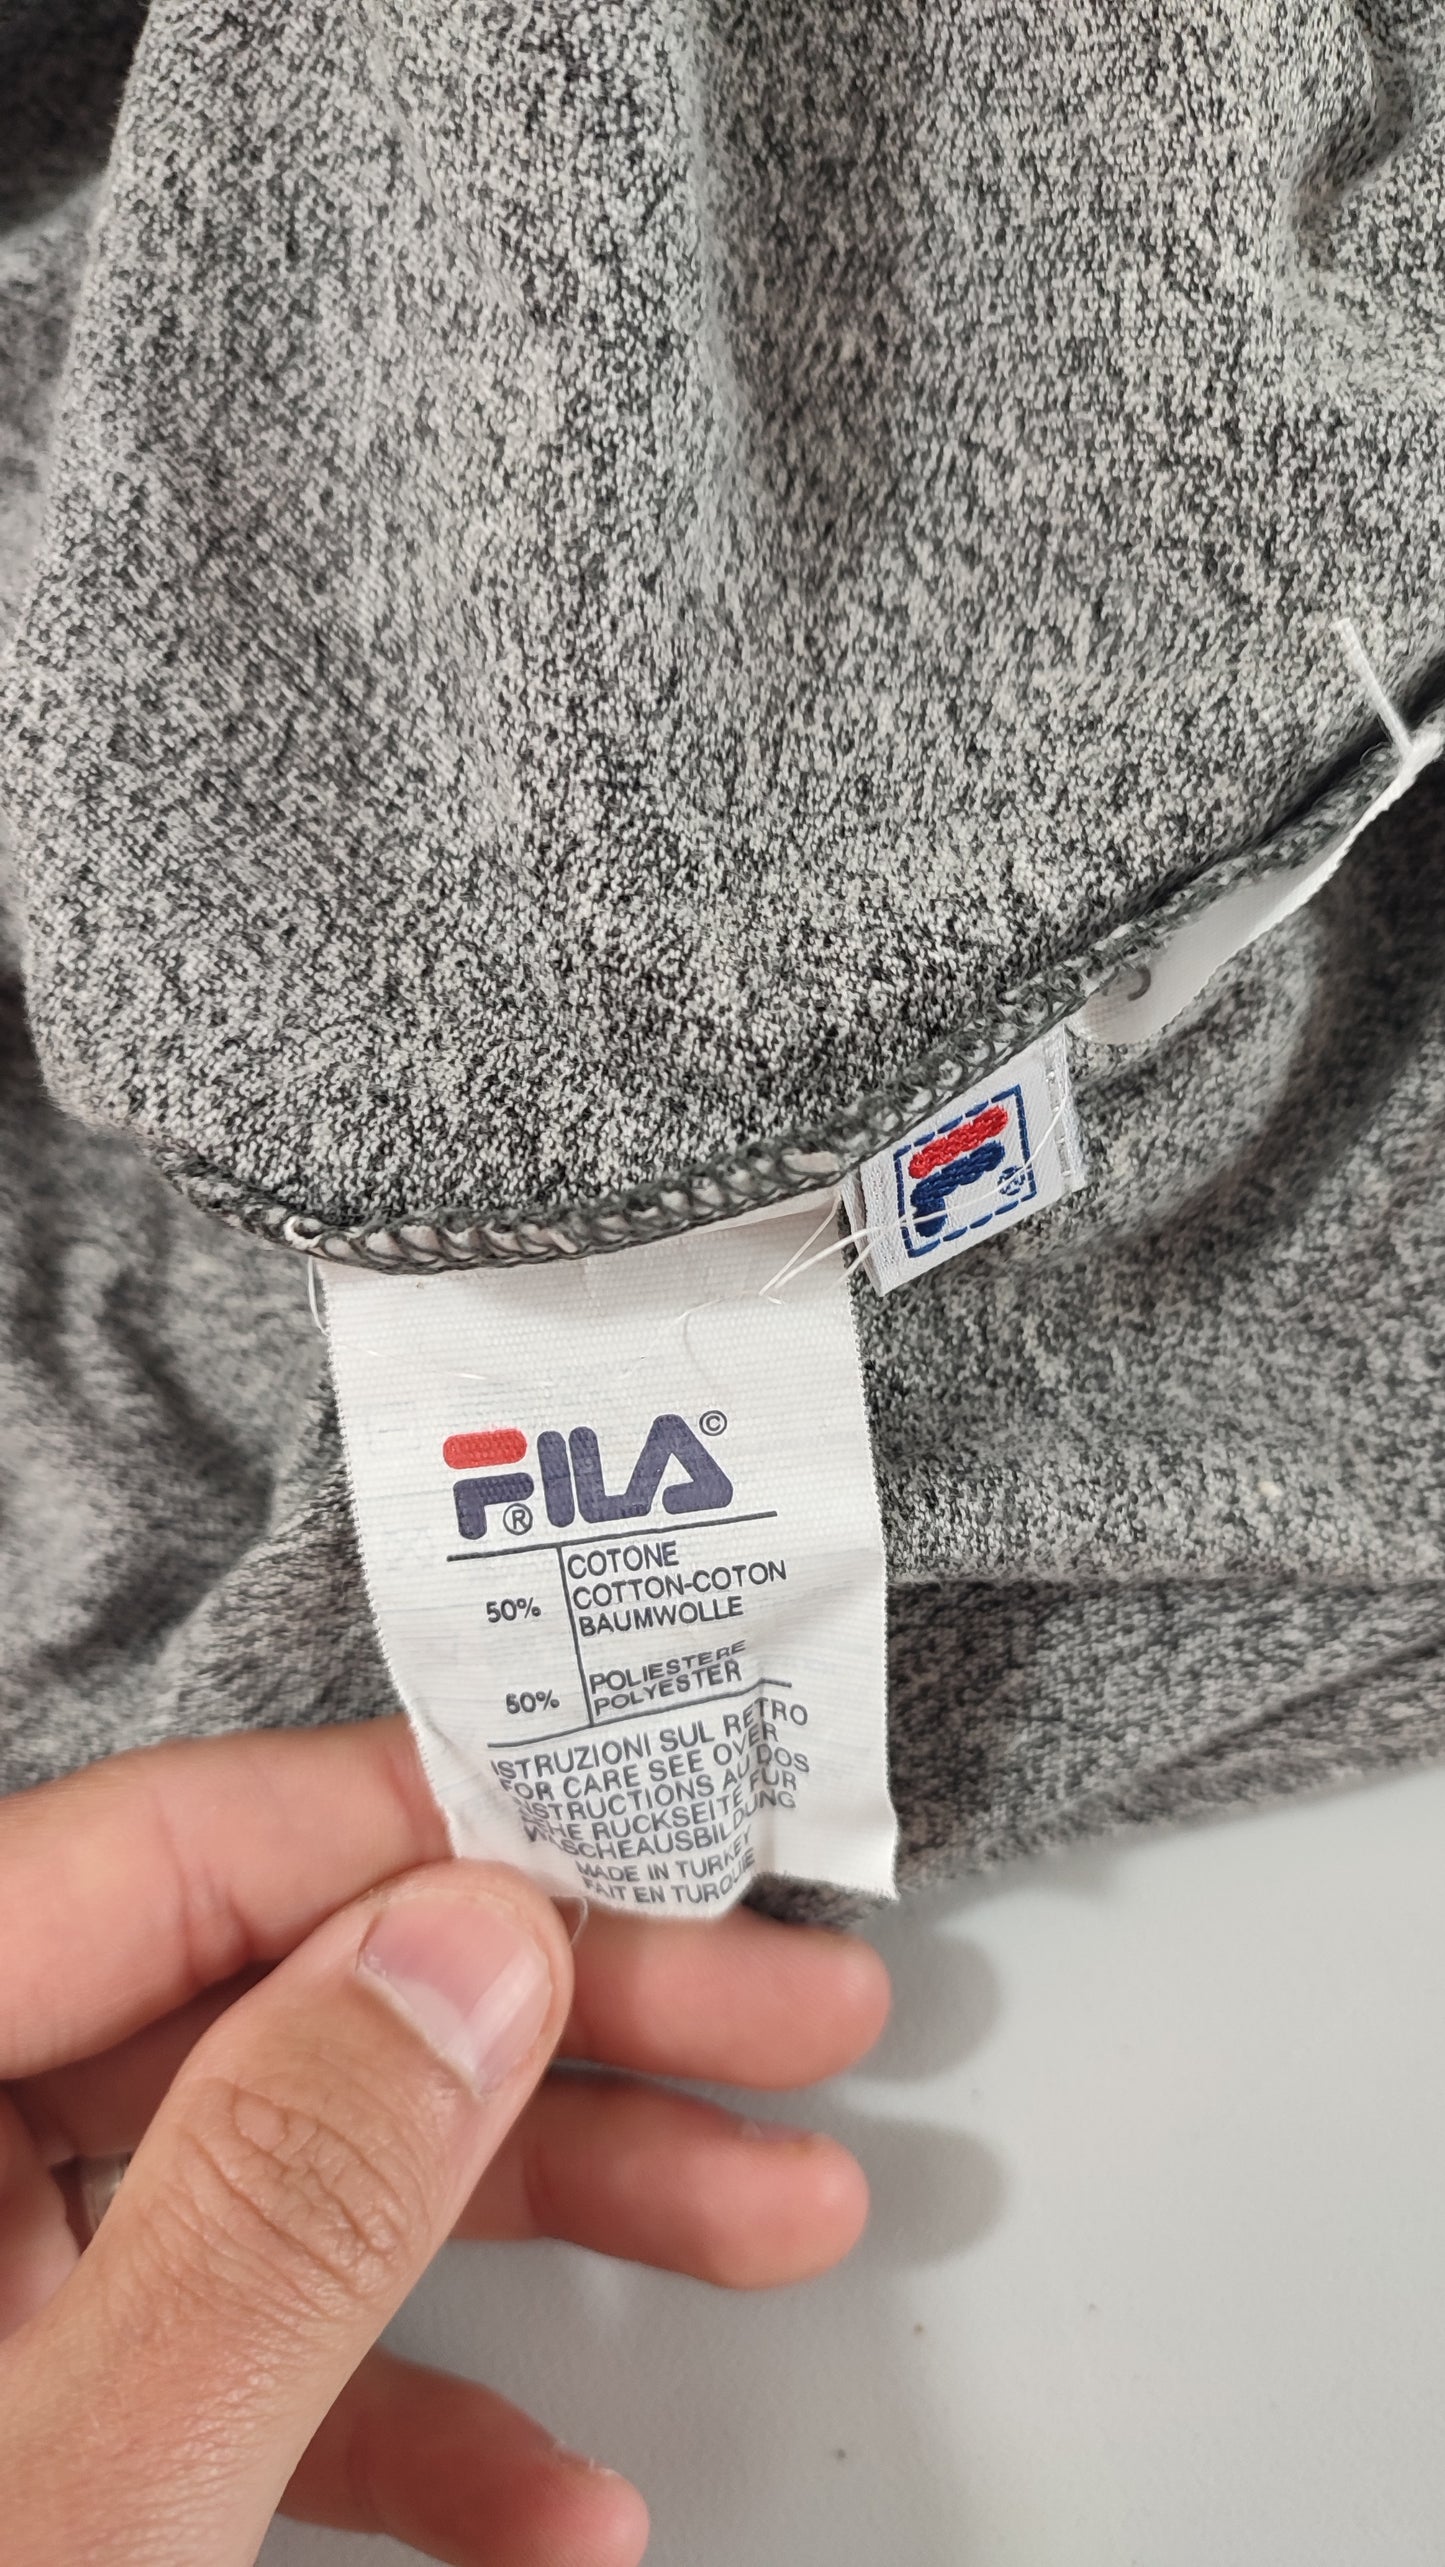 F ®
FILA ©
®
50% COTONE
COTTON-COTON
BAUMWOLLE
50% POLIESTERE
POLYESTER
ISTRUZIONI SUL RETRO
FOR CARE SEE OVER
INSTRUCTIONS AU DOS
SIEHE RUCKSEITE FUR
WASCHEAUSBILDUNG
MADE IN TURKEY
FAIT EN TURQUIE